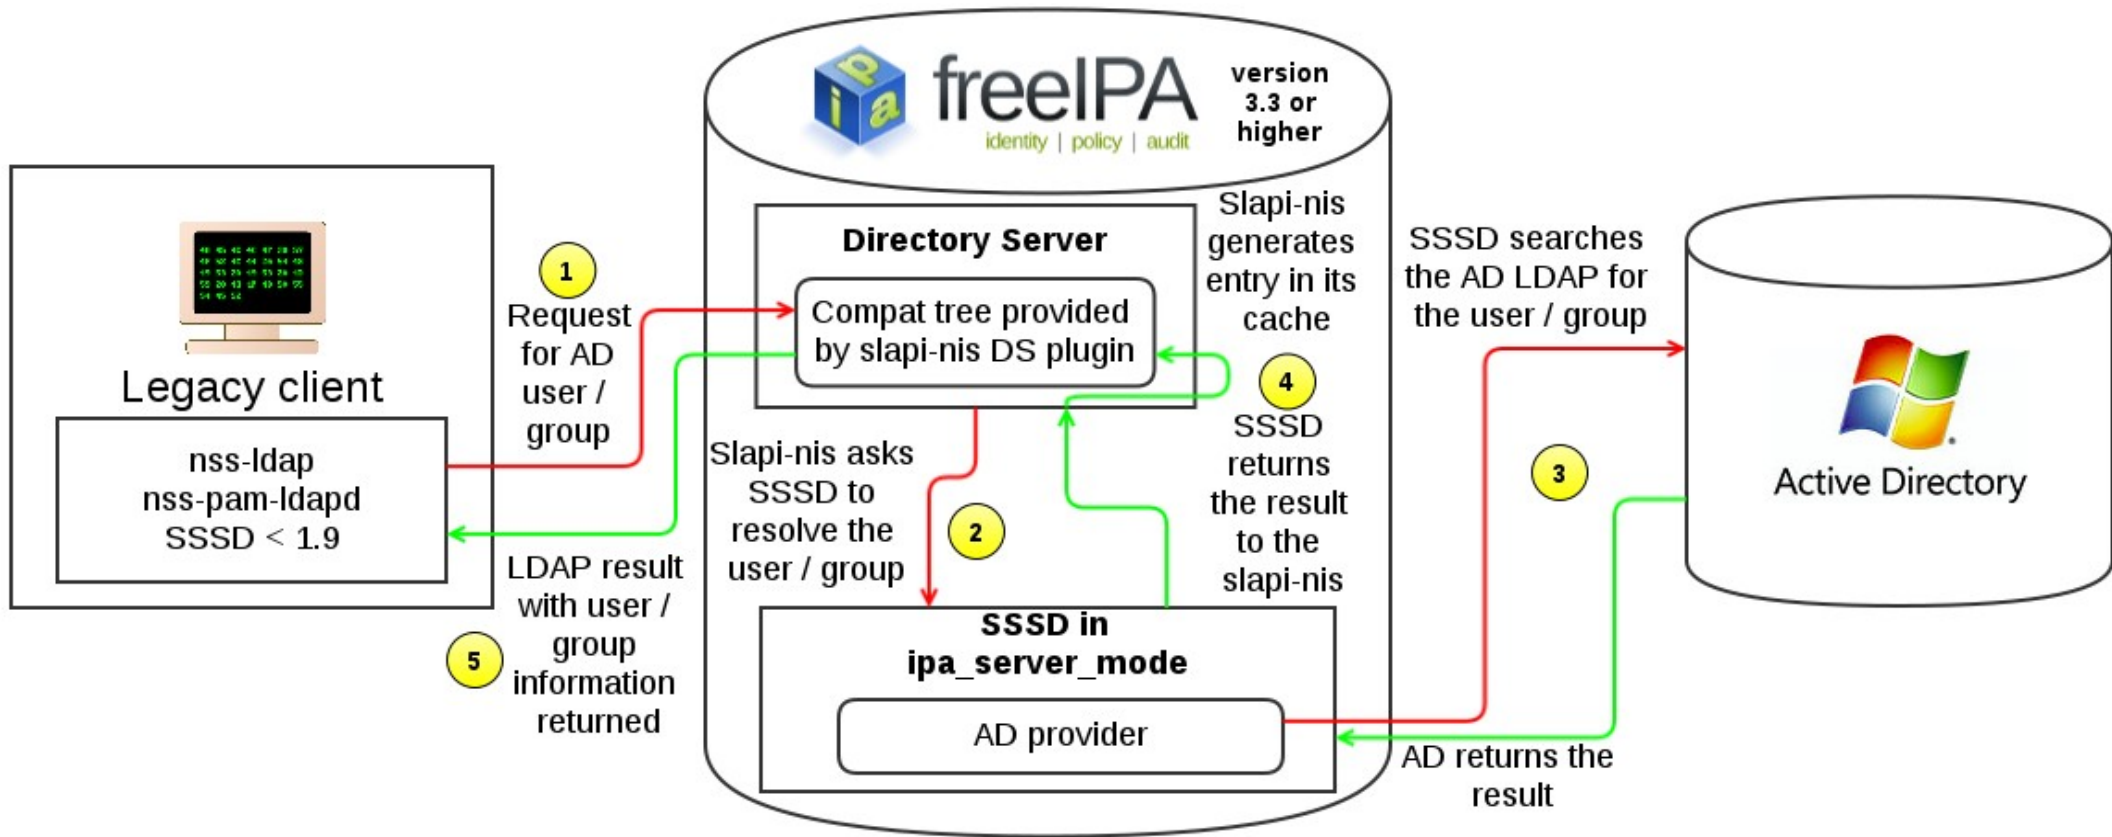 ipa
freeIPA
identity | policy | audit
version
3.3 or
higher
Legacy client
nss-ldap
nss-pam-ldapd
SSSD < 1.9
1
Request
for AD
user /
group
Directory Server
Compat tree provided
by slapi-nis DS plugin
Slapi-nis
generates
entry in its
cache
4
SSSD
returns
the result
to the
slapi-nis
Slapi-nis asks
SSSD to
resolve the
user / group
2
SSSD in
ipa_server_mode
AD provider
SSSD searches
the AD LDAP for
the user / group
3
Active Directory
AD returns the
result
5
LDAP result
with user /
group
information
returned